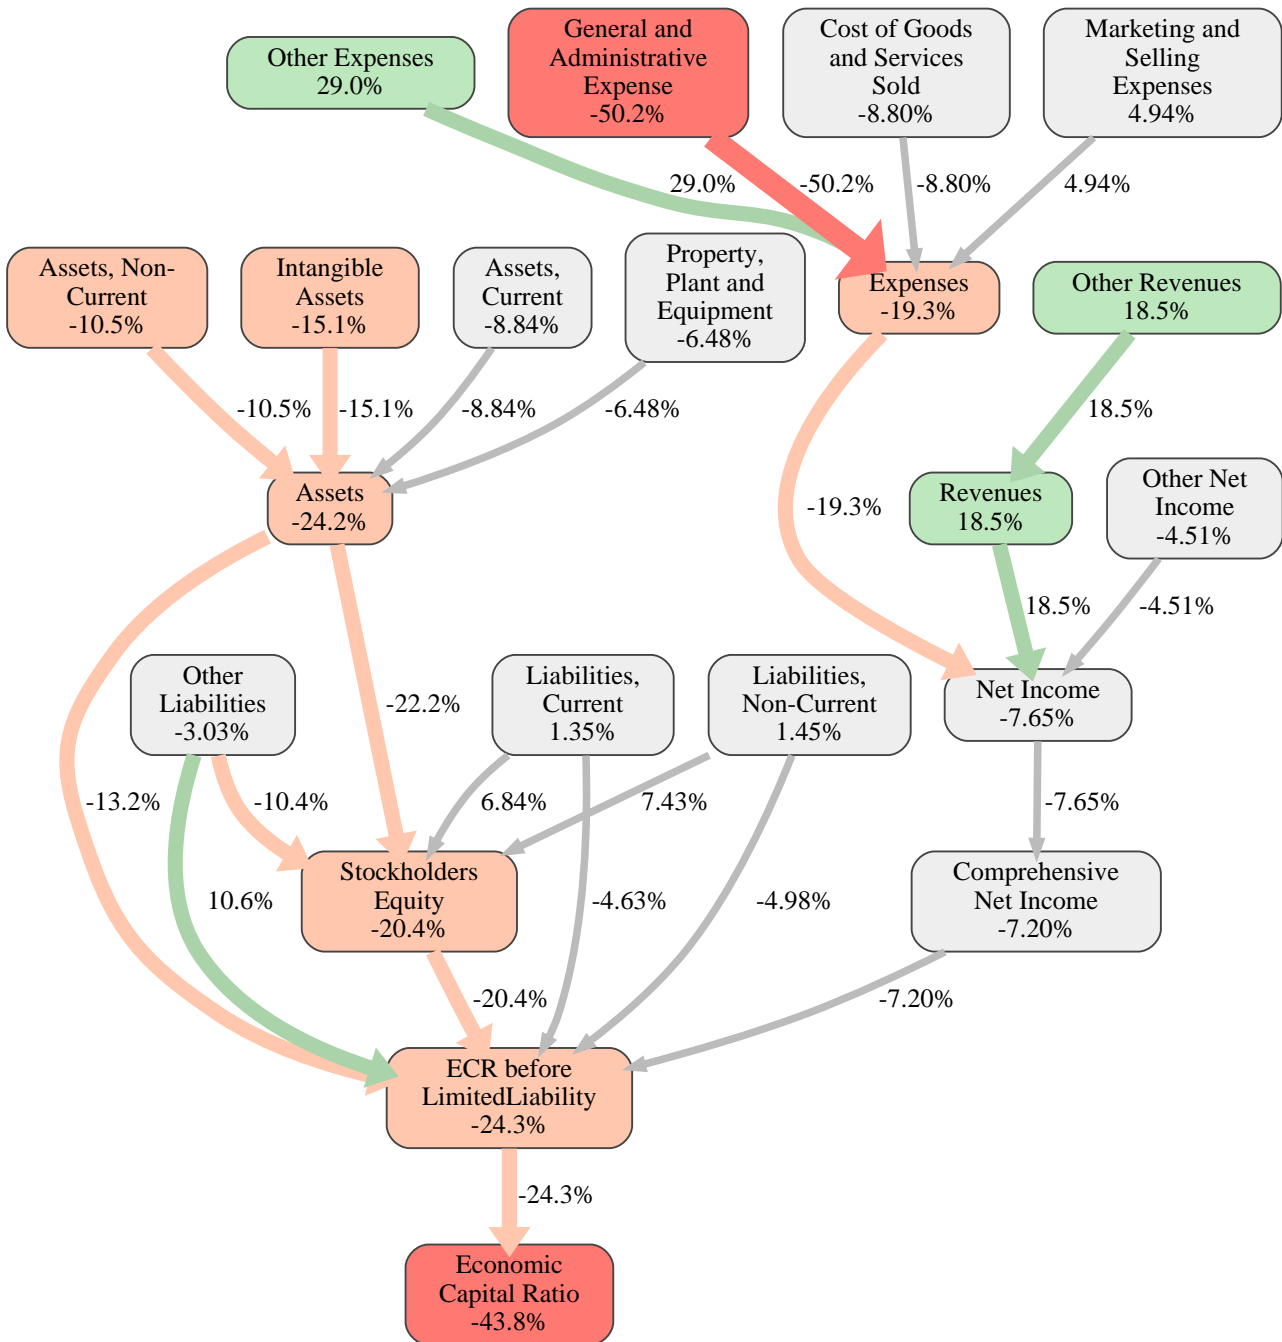 Other Expenses
29.0%
General and
Administrative
Expense
-50.2%
Cost of Goods
and Services
Sold
-8.80%
Marketing and
Selling
Expenses
4.94%
29.0%
-50.2%
-8.80%
4.94%
Assets, Non-
Current
-10.5%
Intangible
Assets
-15.1%
Assets,
Current
-8.84%
Property,
Plant and
Equipment
-6.48%
Expenses
-19.3%
Other Revenues
18.5%
-10.5%
-15.1%
-8.84%
-6.48%
18.5%
Assets
-24.2%
-19.3%
Revenues
18.5%
Other Net
Income
-4.51%
18.5%
-4.51%
Other
Liabilities
-3.03%
-22.2%
Liabilities,
Current
1.35%
Liabilities,
Non-Current
1.45%
Net Income
-7.65%
-13.2%
-10.4%
6.84%
7.43%
-7.65%
Stockholders
Equity
-20.4%
10.6%
-4.63%
-4.98%
Comprehensive
Net Income
-7.20%
-20.4%
-7.20%
ECR before
LimitedLiability
-24.3%
-24.3%
Economic
Capital Ratio
-43.8%